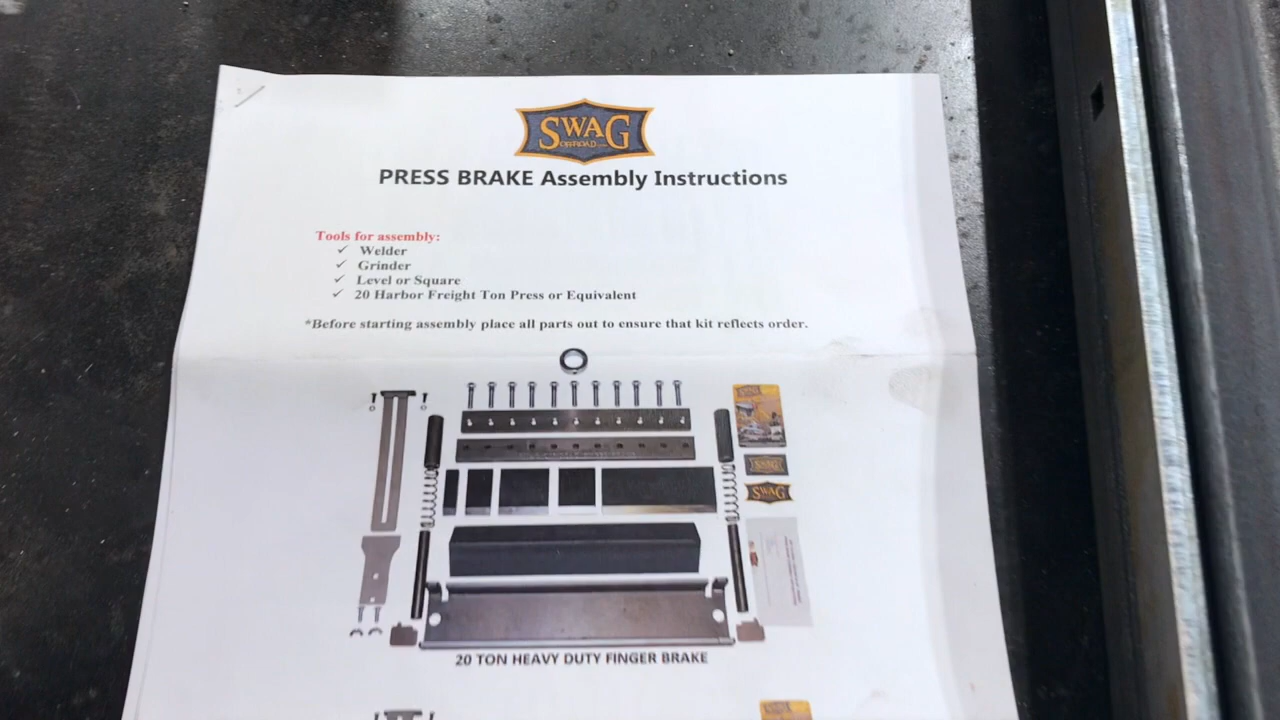 SWAG
OFFROAD.com
PRESS BRAKE Assembly Instructions
Tools for assembly:
Welder
Grinder
Level or Square
20 Harbor Freight Ton Press or Equivalent
*Before starting assembly place all parts out to ensure that kit reflects order.
SWAG
20 TON HEAVY DUTY FINGER BRAKE